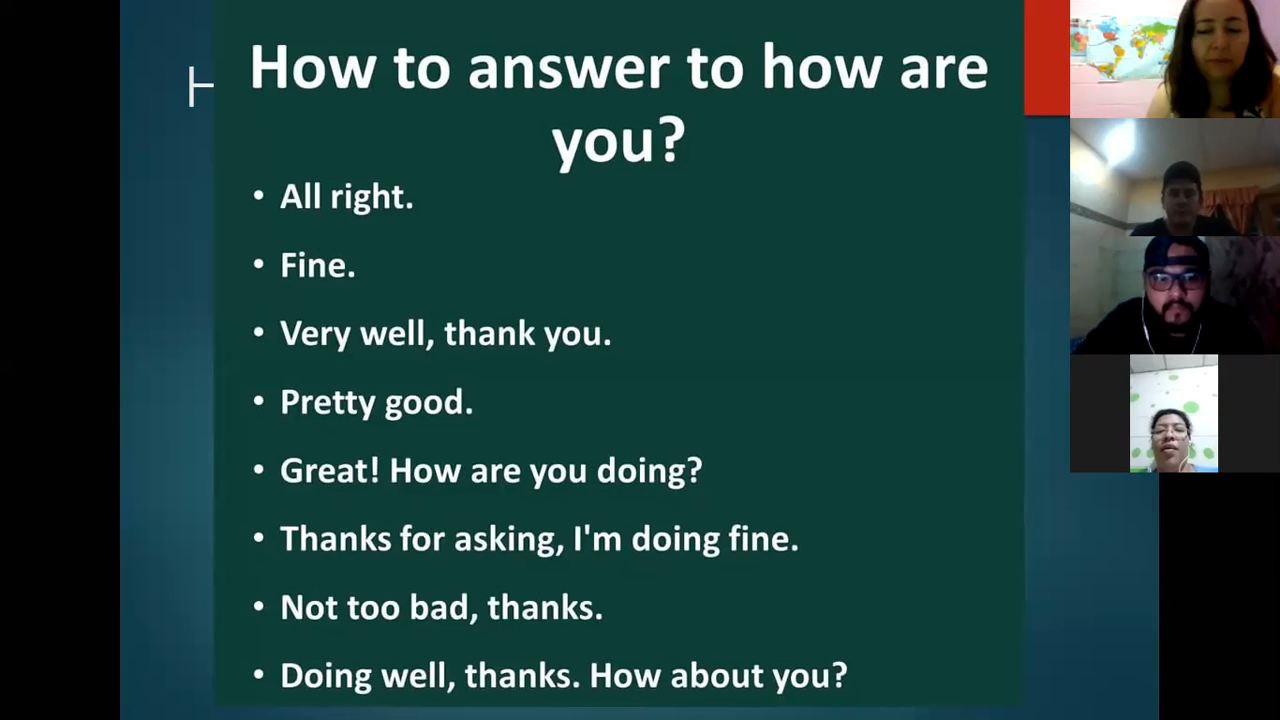 How to answer to how are
you?
• All right.
• Fine.
• Very well, thank you.
• Pretty good.
• Great! How are you doing?
• Thanks for asking, I'm doing fine.
• Not too bad, thanks.
• Doing well, thanks. How about you?